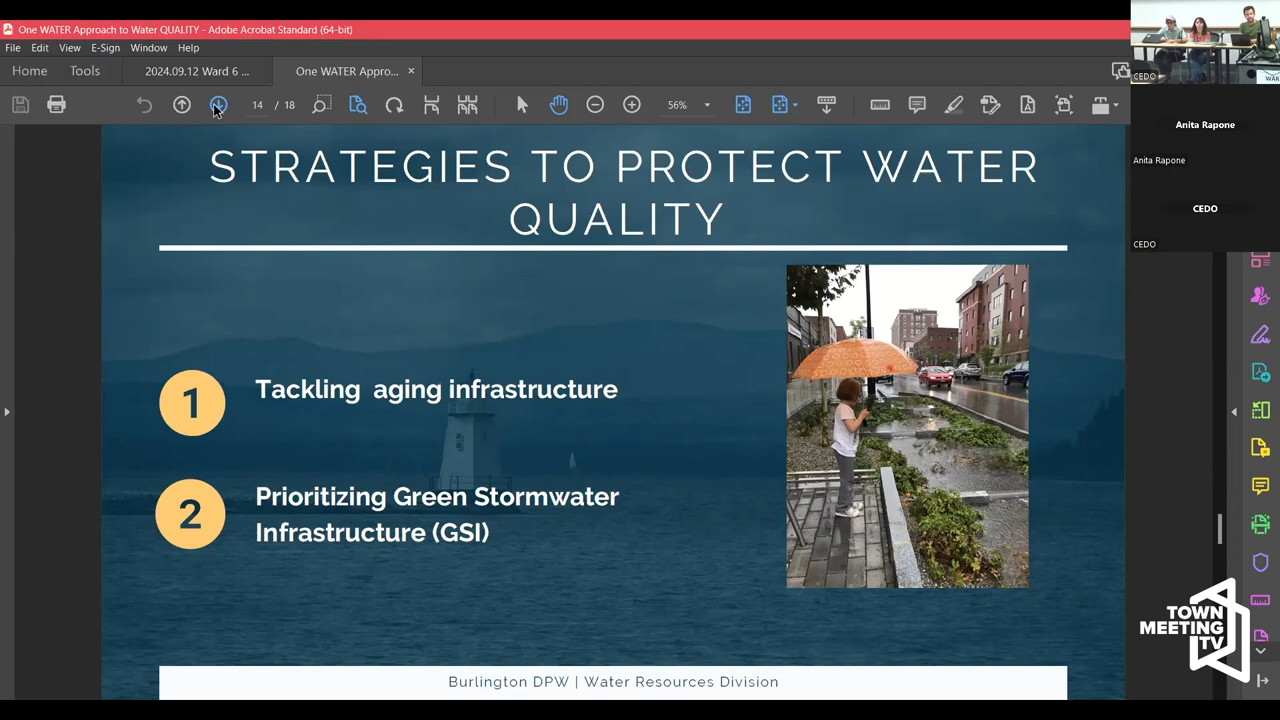 One WATER Approach to Water QUALITY - Adobe Acrobat Standard (64-bit)
File Edit View E-Sign Window Help
Home Tools 2024.09.12 Ward 6 ... One WATER Appro... ×
14 / 18 56%
STRATEGIES TO PROTECT WATER
QUALITY
1 Tackling aging infrastructure
2 Prioritizing Green Stormwater
Infrastructure (GSI)
Burlington DPW | Water Resources Division
CEDO
WAR
Anita Rapone
Anita Rapone
CEDO
CEDO
TOWN
MEETING
TV